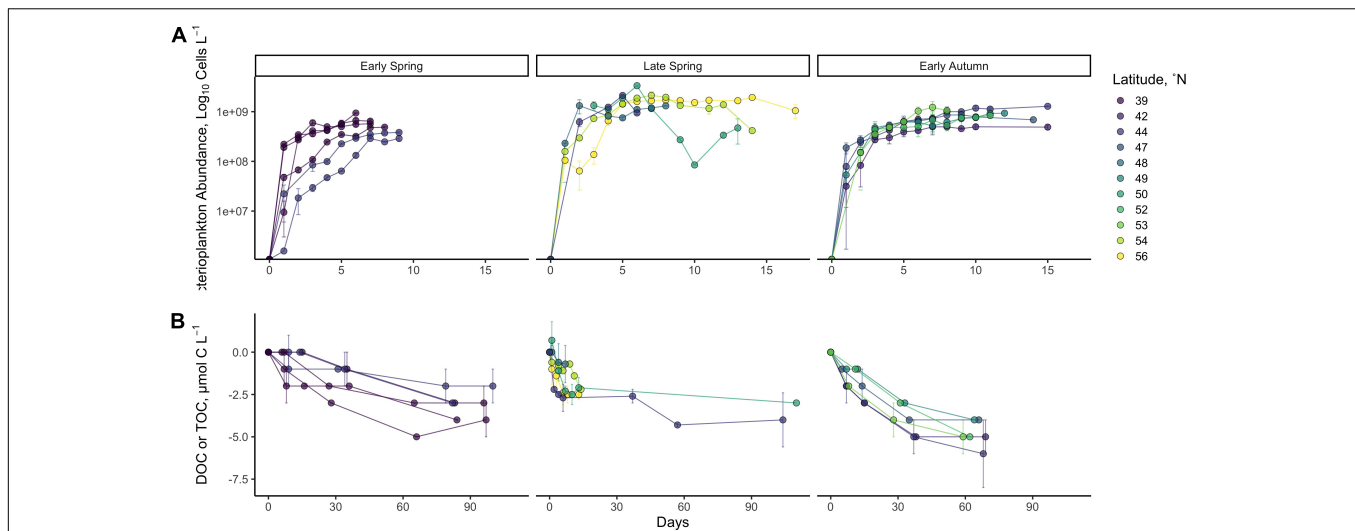 A
cterioplankton Abundance, Log10 Cells L−1
Early Spring
Late Spring
Early Autumn
1e+09
1e+08
1e+07
0 5 10 15
0 5 10 15
0 5 10 15
Latitude, °N
39
42
44
47
48
49
50
52
53
54
56
B
DOC or TOC, μmol C L−1
0.0
-2.5
-5.0
-7.5
0 30 60 90
0 30 60 90
0 30 60 90
Days